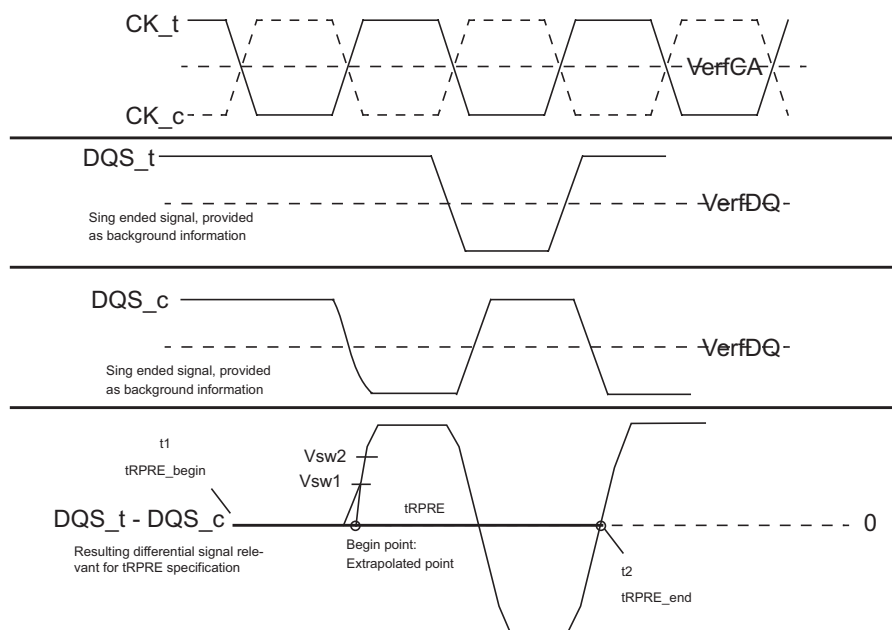 CK_t
VerfCA
CK_c
DQS_t
VerfDQ
Sing ended signal, provided
as background information
DQS_c
VerfDQ
Sing ended signal, provided
as background information
t1
tRPRE_begin
Vsw2
Vsw1
tRPRE
DQS_t - DQS_c
0
Resulting differential signal rele-
vant for tRPRE specification
Begin point:
Extrapolated point
t2
tRPRE_end